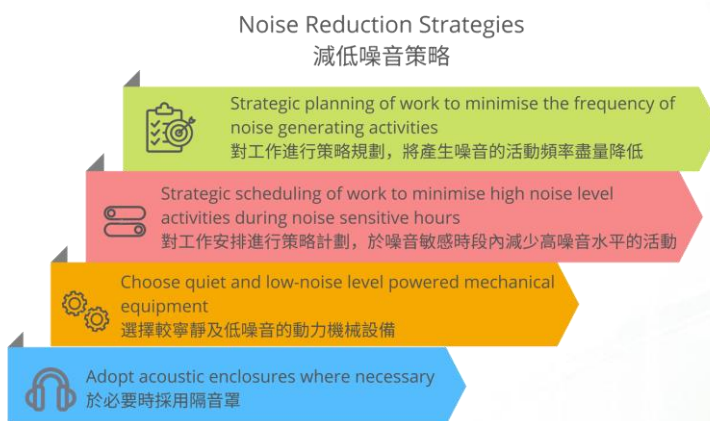 Noise Reduction Strategies
減低噪音策略
Strategic planning of work to minimise the frequency of
noise generating activities
對工作進行策略規劃，將產生噪音的活動頻率盡量降低
Strategic scheduling of work to minimise high noise level
activities during noise sensitive hours
對工作安排進行策略計劃，於噪音敏感時段內減少高噪音水平的活動
Choose quiet and low-noise level powered mechanical
equipment
選擇較寧靜及低噪音的動力機械設備
Adopt acoustic enclosures where necessary
於必要時採用隔音罩